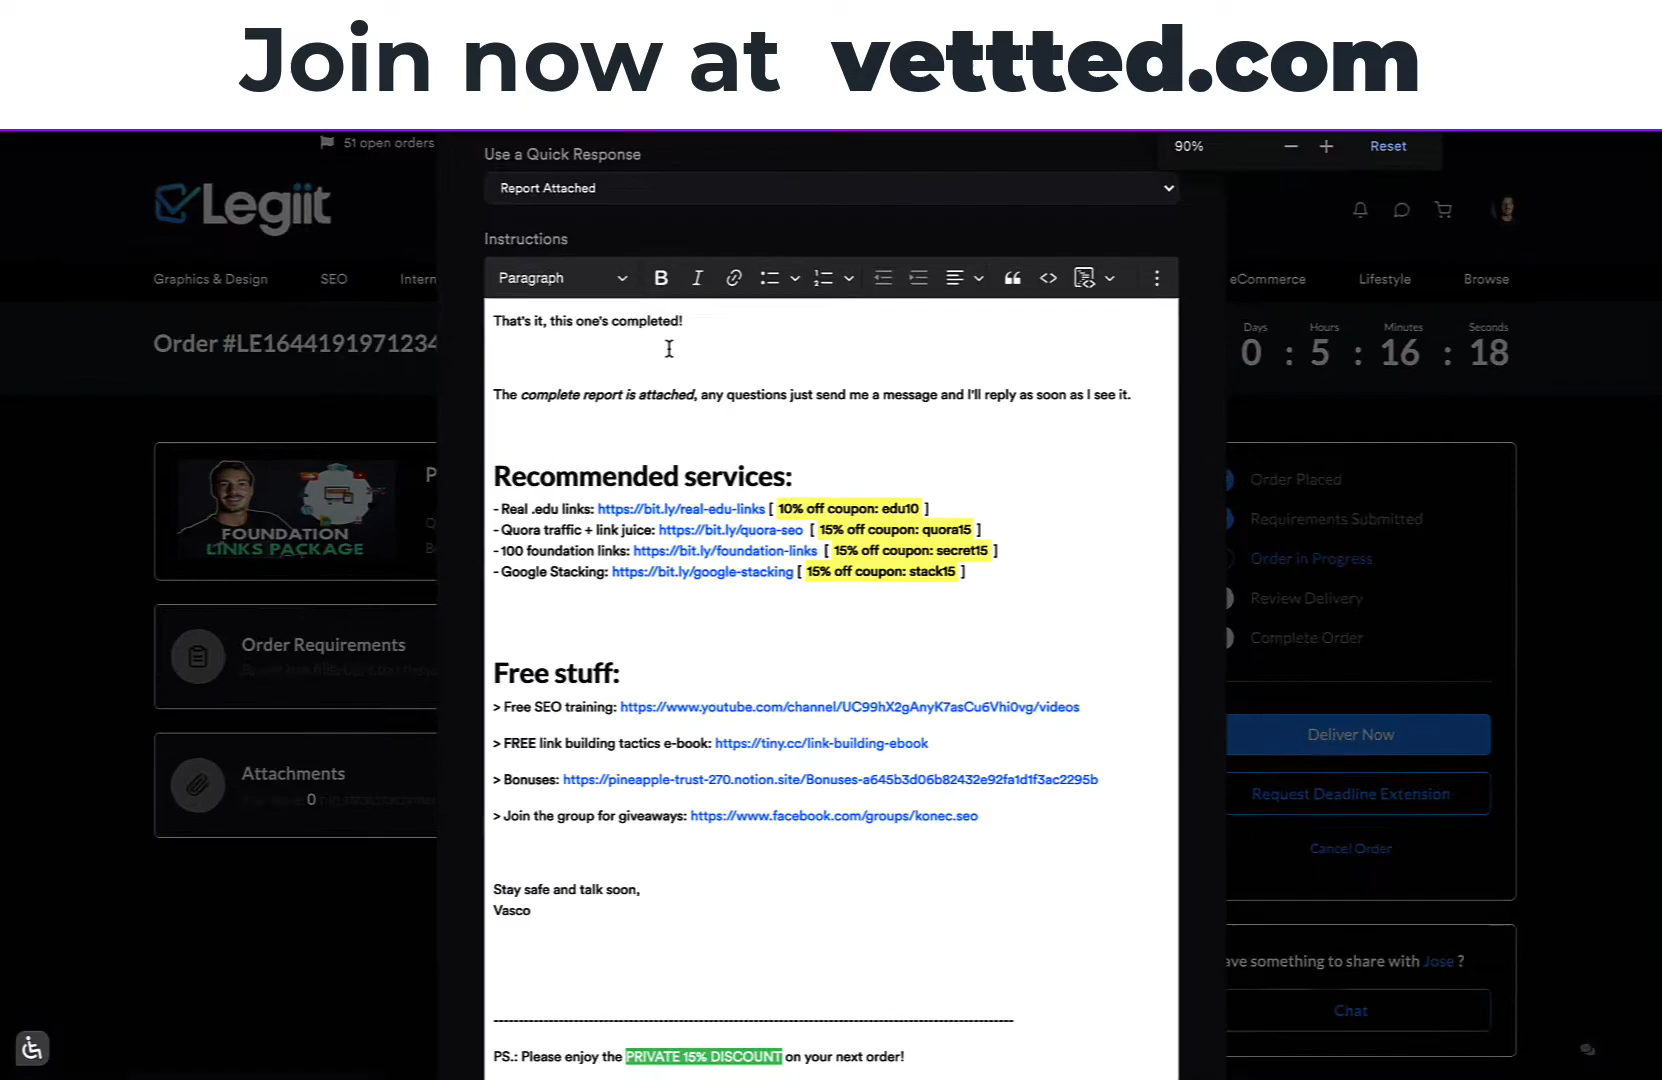 Join now at vettted.com
51 open orders
Use a Quick Response
90%
Reset
Report Attached
Legiit
Instructions
Graphics & Design
SEO
Intern
eCommerce
Lifestyle
Browse
Paragraph
Order #LE1644191971234
Days
Hours
Minutes
Seconds
0 : 5 : 16 : 18
That's it, this one's completed!
The complete report is attached, any questions just send me a message and I'll reply as soon as I see it.
Recommended services:
- Real .edu links: https://bit.ly/real-edu-links [ 10% off coupon: edu10 ]
- Quora traffic + link juice: https://bit.ly/quora-seo [ 15% off coupon: quora15 ]
- 100 foundation links: https://bit.ly/foundation-links [ 15% off coupon: secret15 ]
- Google Stacking: https://bit.ly/google-stacking [ 15% off coupon: stack15 ]
Free stuff:
> Free SEO training: https://www.youtube.com/channel/UC99hX2gAnyK7asCu6Vhi0vg/videos
> FREE link building tactics e-book: https://tiny.cc/link-building-ebook
> Bonuses: https://pineapple-trust-270.notion.site/Bonuses-a645b3d06b82432e92fa1d1f3ac2295b
> Join the group for giveaways: https://www.facebook.com/groups/konec.seo
Stay safe and talk soon,
Vasco
PS.: Please enjoy the PRIVATE 15% DISCOUNT on your next order!
FOUNDATION
LINKS PACKAGE
P
Order Requirements
Attachments
0
Order Placed
Requirements Submitted
Order in Progress
Review Delivery
Complete Order
Deliver Now
Request Deadline Extension
Cancel Order
ave something to share with Jose ?
Chat